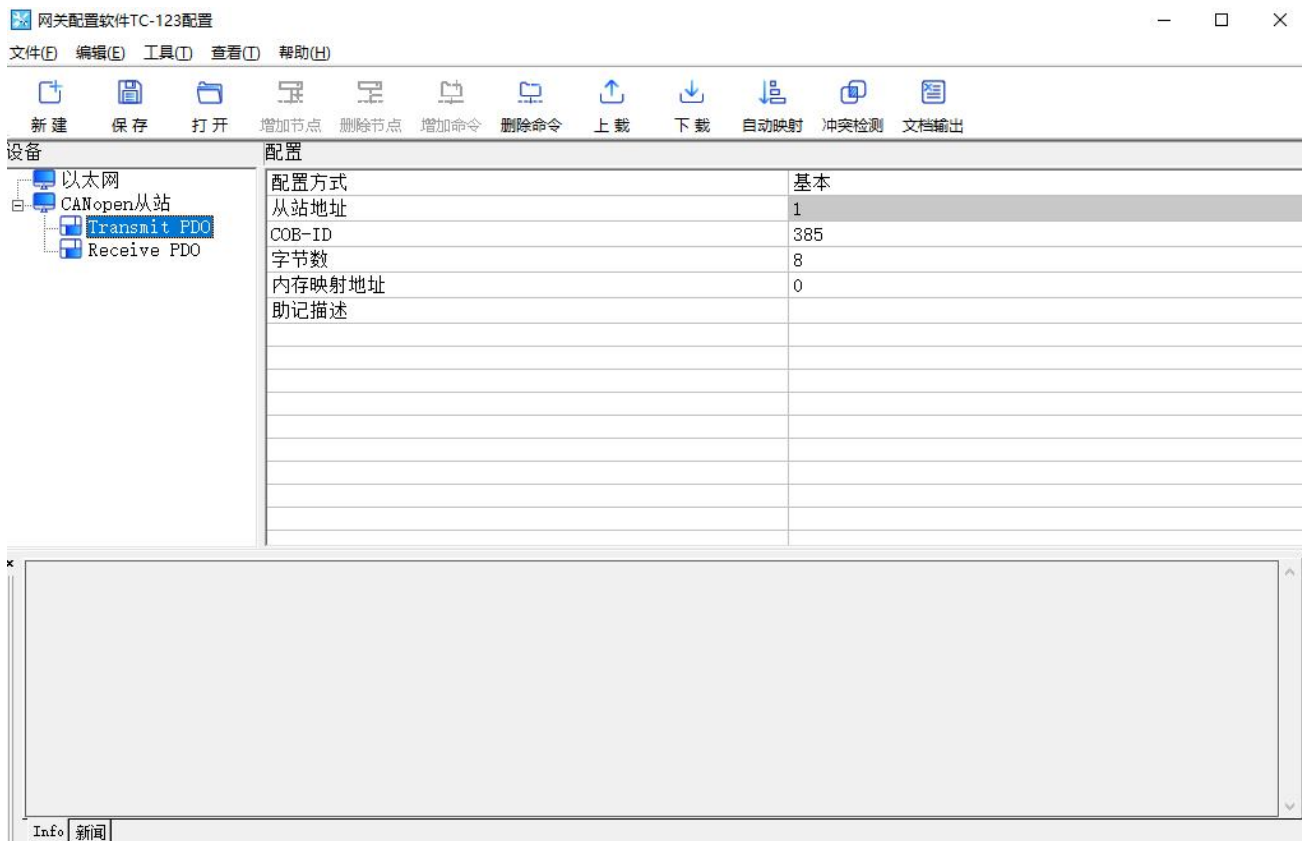 网关配置软件TC-123配置
文件(F) 编辑(E) 工具(T) 查看(T) 帮助(H)
新建 保存 打开 增加节点 删除节点 增加命令 删除命令 上载 下载 自动映射 冲突检测 文档输出
设备 配置
以太网
CANopen从站
Transmit PDO
Receive PDO
配置方式 基本
从站地址 1
COB-ID 385
字节数 8
内存映射地址 0
助记描述
Info 新闻